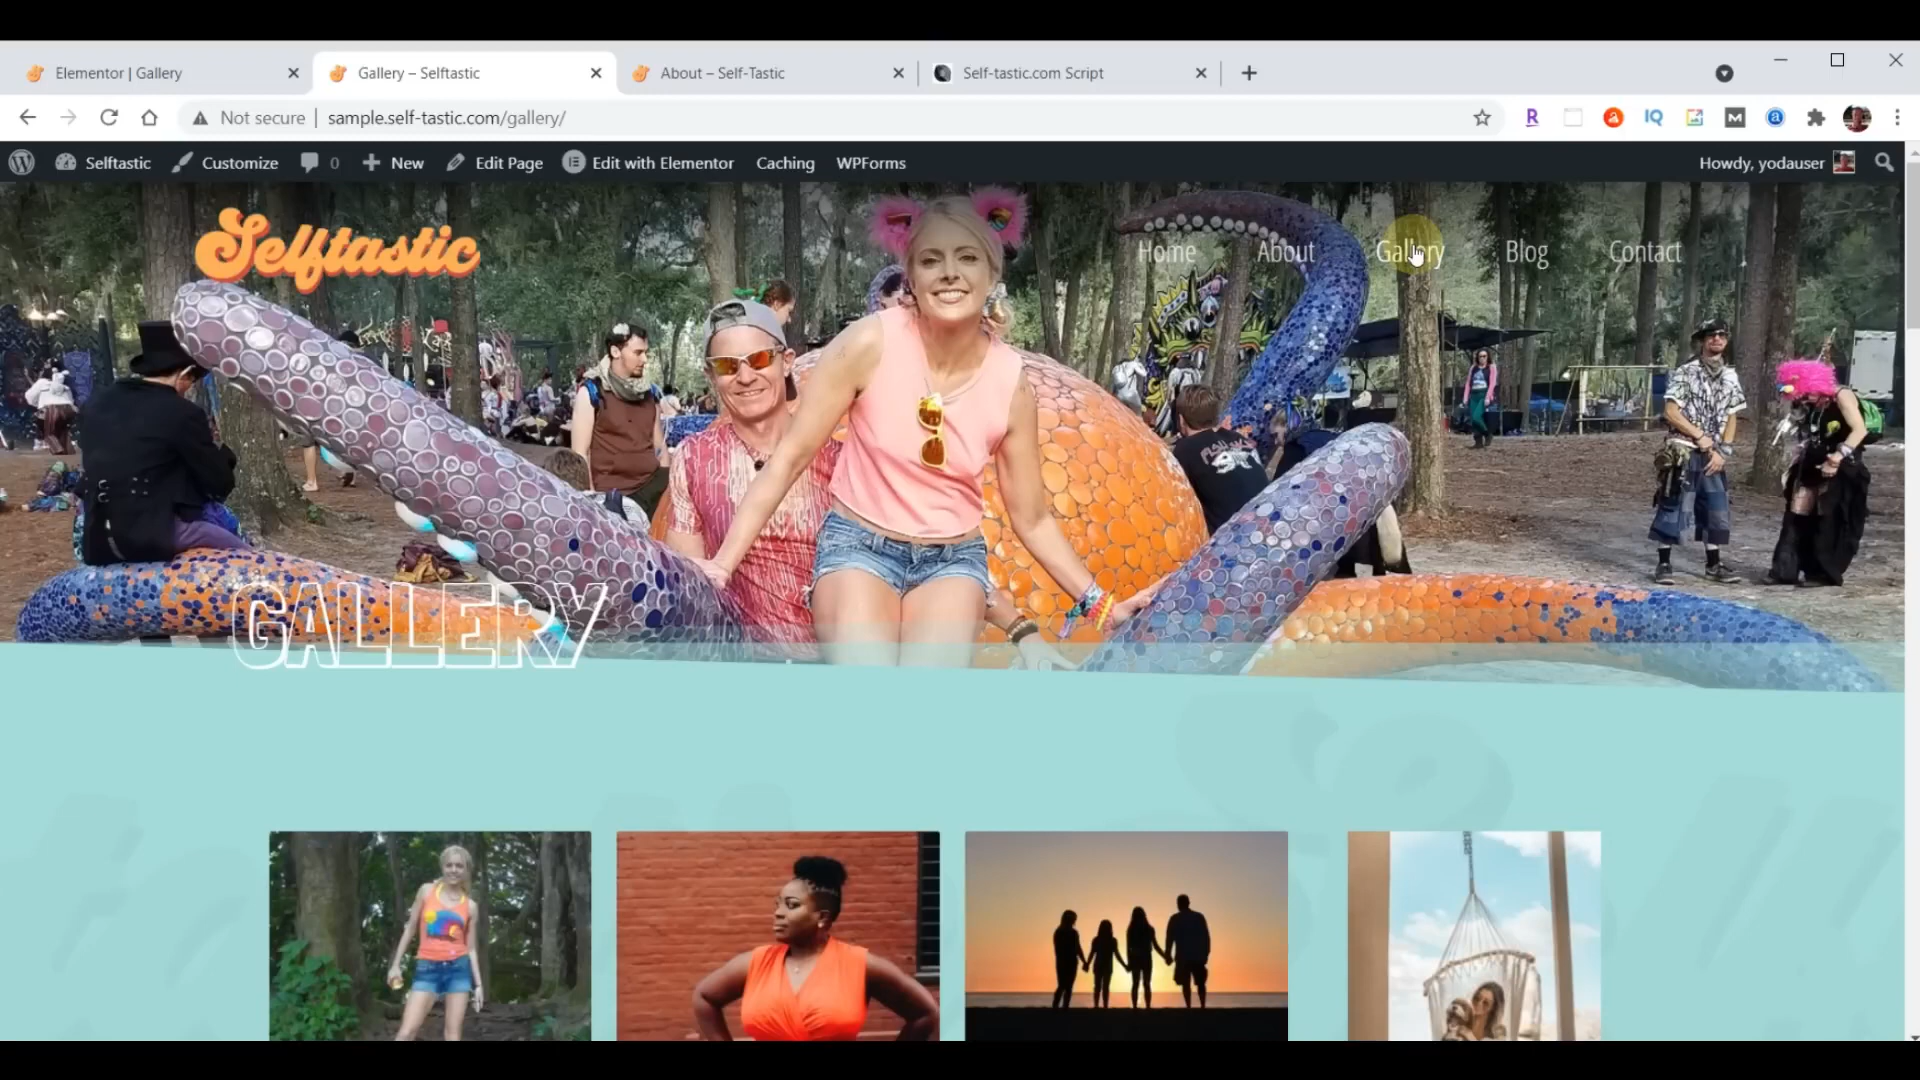 Elementor | Gallery
Gallery – Selftastic
About – Self-Tastic
Self-tastic.com Script
Not secure | sample.self-tastic.com/gallery/
R IQ M a
Selftastic Customize 0 New Edit Page Edit with Elementor Caching WPForms Howdy, yodauser
Selftastic
Home About Gallery Blog Contact
GALLERY